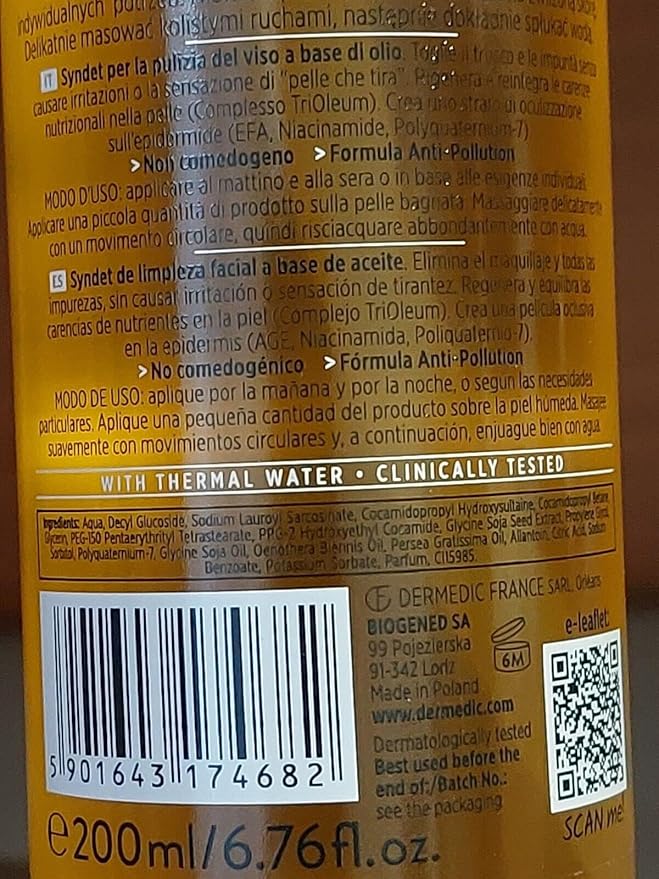 indywidualnych
Delikatnie masować kolistymi ruchami, następnie dokładnie spłukać wodą.
IT Syndet per la pulizia del viso a base di olio. Toglie il trucco e le impurità senza
causare irritazioni o la sensazione di "pelle che tira". Rigenera e reintegra le carenze
nutrizionali nella pelle (Complesso TriOleum). Crea uno strato di occlusione
sull'epidermide (EFA, Niacinamide, Polyquaternium-7)
>Non comedogeno >Formula Anti-Pollution
MODO D'USO: applicare al mattino e alla sera o in base alle esigenze individuali.
Applicare una piccola quantità di prodotto sulla pelle bagnata. Massaggiare delicatamente
con un movimento circolare, quindi risciacquare abbondantemente con acqua.
ES Syndet de limpieza facial a base de aceite. Elimina el maquillaje y todas las
impurezas, sin causar irritación o sensación de tirantez. Regenera y equilibra las
carencias de nutrientes en la piel (Complejo TriOleum). Crea una película oclusiva
en la epidermis (AGE, Niacinamida, Poliquaternio-7).
>No comedogénico >Fórmula Anti-Pollution
MODO DE USO: aplique por la mañana y por la noche, o según las necesidades
particulares. Aplique una pequeña cantidad del producto sobre la piel húmeda. Masajee
suavemente con movimientos circulares y, a continuación, enjuague bien con agua.
WITH THERMAL WATER • CLINICALLY TESTED
Ingredients: Aqua, Decyl Glucoside, Sodium Lauroyl Sarcosinate, Cocamidopropyl Hydroxysultaine, Cocamidopropyl Betaine,
Glycerin, PEG-150 Pentaerythrityl Tetrastearate, PPG-2 Hydroxyethyl Cocamide, Glycine Soja Seed Extract, Propylene Glycol,
Sorbitol, Polyquaternium-7, Glycine Soja Oil, Oenothera Biennis Oil, Persea Gratissima Oil, Allantoin, Citric Acid, Sodium
Benzoate, Potassium Sorbate, Parfum, CI15985.
DERMEDIC FRANCE SARL, Orléans
BIOGENED SA
99 Pojezierska
91-342 Lodz
Made in Poland
www.dermedic.com
6M
e-leaflet:
Dermatologically tested
Best used before the
end of:/Batch No.:
see the packaging
SCAN me!
5 901643 174682
e200ml/6.76fl.oz.